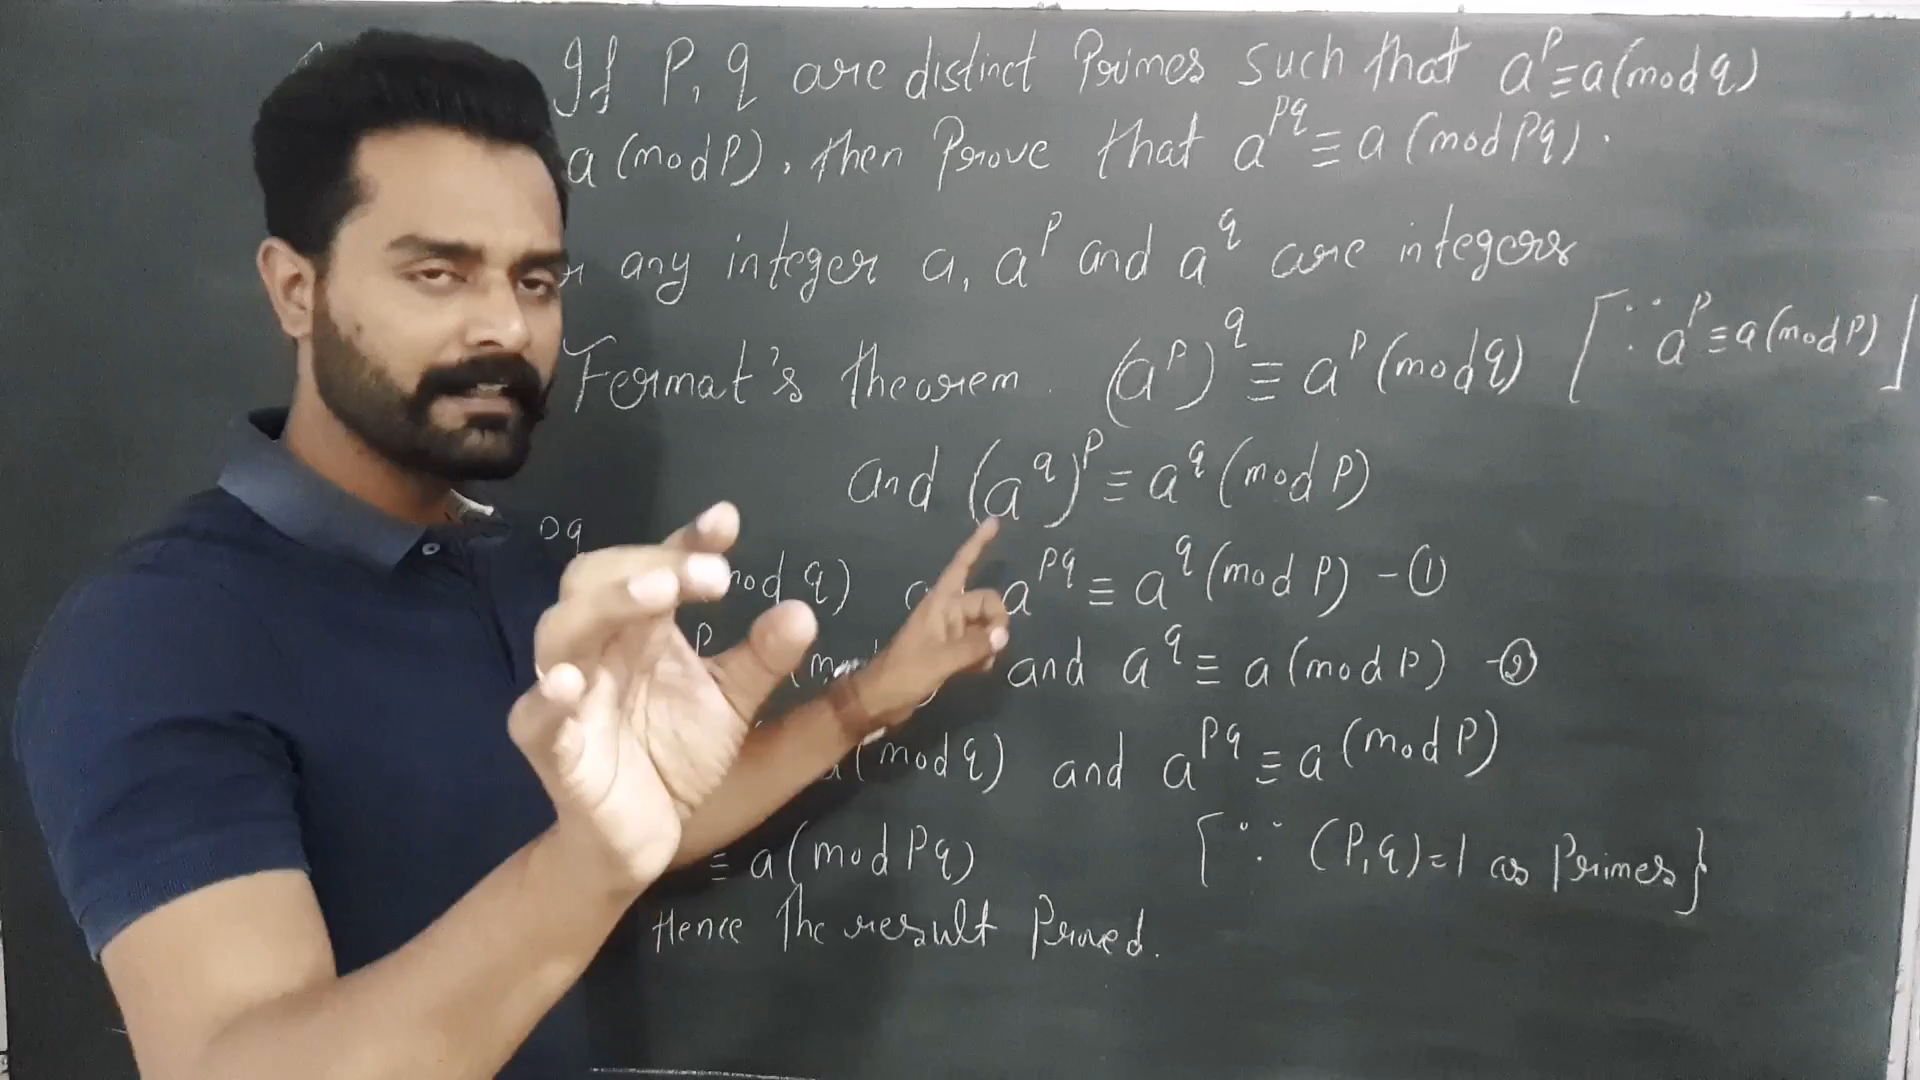 If P, q are distinct Primes such that a^p ≡ a (mod q)
a (mod p), then Prove that a^pq ≡ a (mod pq).
any integer a, a^p and a^q are integers
Fermat's theorem. (a^p)^q ≡ a^p (mod q) [∵ a^p ≡ a (mod p)]
and (a^q)^p ≡ a^q (mod p)
pq
mod q) a^pq ≡ a^q (mod p) - ①
p and a^q ≡ a (mod p) - ②
a (mod q) and a^pq ≡ a (mod p)
≡ a (mod pq) [∵ (p, q) = 1 as Primes}
Hence the result Proved.